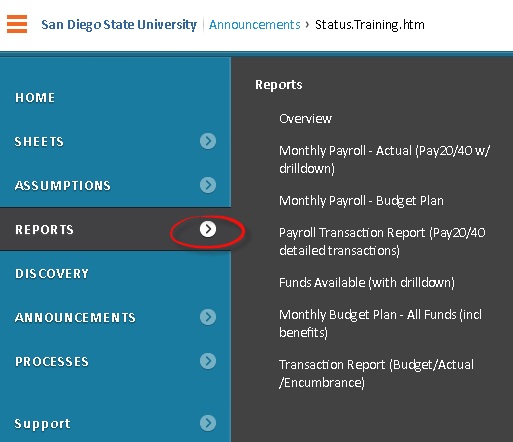 San Diego State University | Announcements > Status.Training.htm
HOME
SHEETS
ASSUMPTIONS
REPORTS
DISCOVERY
ANNOUNCEMENTS
PROCESSES
Support
Reports
Overview
Monthly Payroll - Actual (Pay20/40 w/
drilldown)
Monthly Payroll - Budget Plan
Payroll Transaction Report (Pay20/40
detailed transactions)
Funds Available (with drilldown)
Monthly Budget Plan - All Funds (incl
benefits)
Transaction Report (Budget/Actual
/Encumbrance)